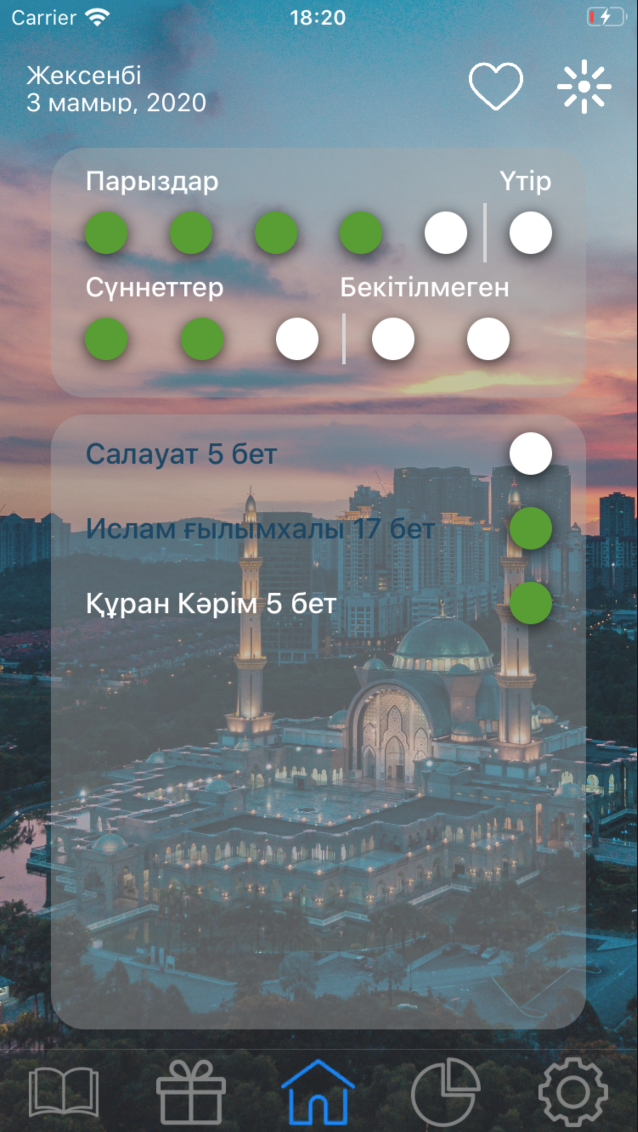 Carrier 18:20
Жексенбі
3 мамыр, 2020
Парыздар Үтір
Сүннеттер Бекітілмеген
Салауат 5 бет
Ислам ғылымхалы 17 бет
Құран Кәрім 5 бет